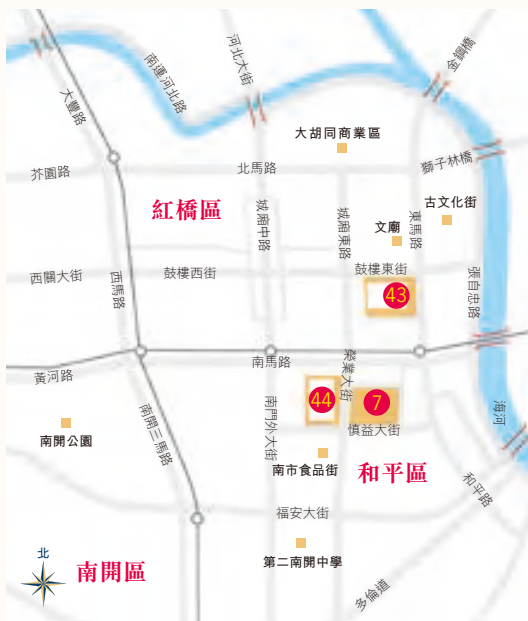 金鋼橋
河北大街
南運河北路
大豐路
大胡同商業區
獅子林橋
北馬路
芥園路
古文化街
紅橋區
城廂中路
城廂東路
文廟
東馬路
西關大街
鼓樓西街
鼓樓東街
張自忠路
西馬路
43
南馬路
榮業大街
黃河路
44
7
南門外大街
慎益大街
海河
南開三馬路
南開公園
南市食品街
和平區
和平路
福安大街
北
第二南開中學
南開區
多倫道